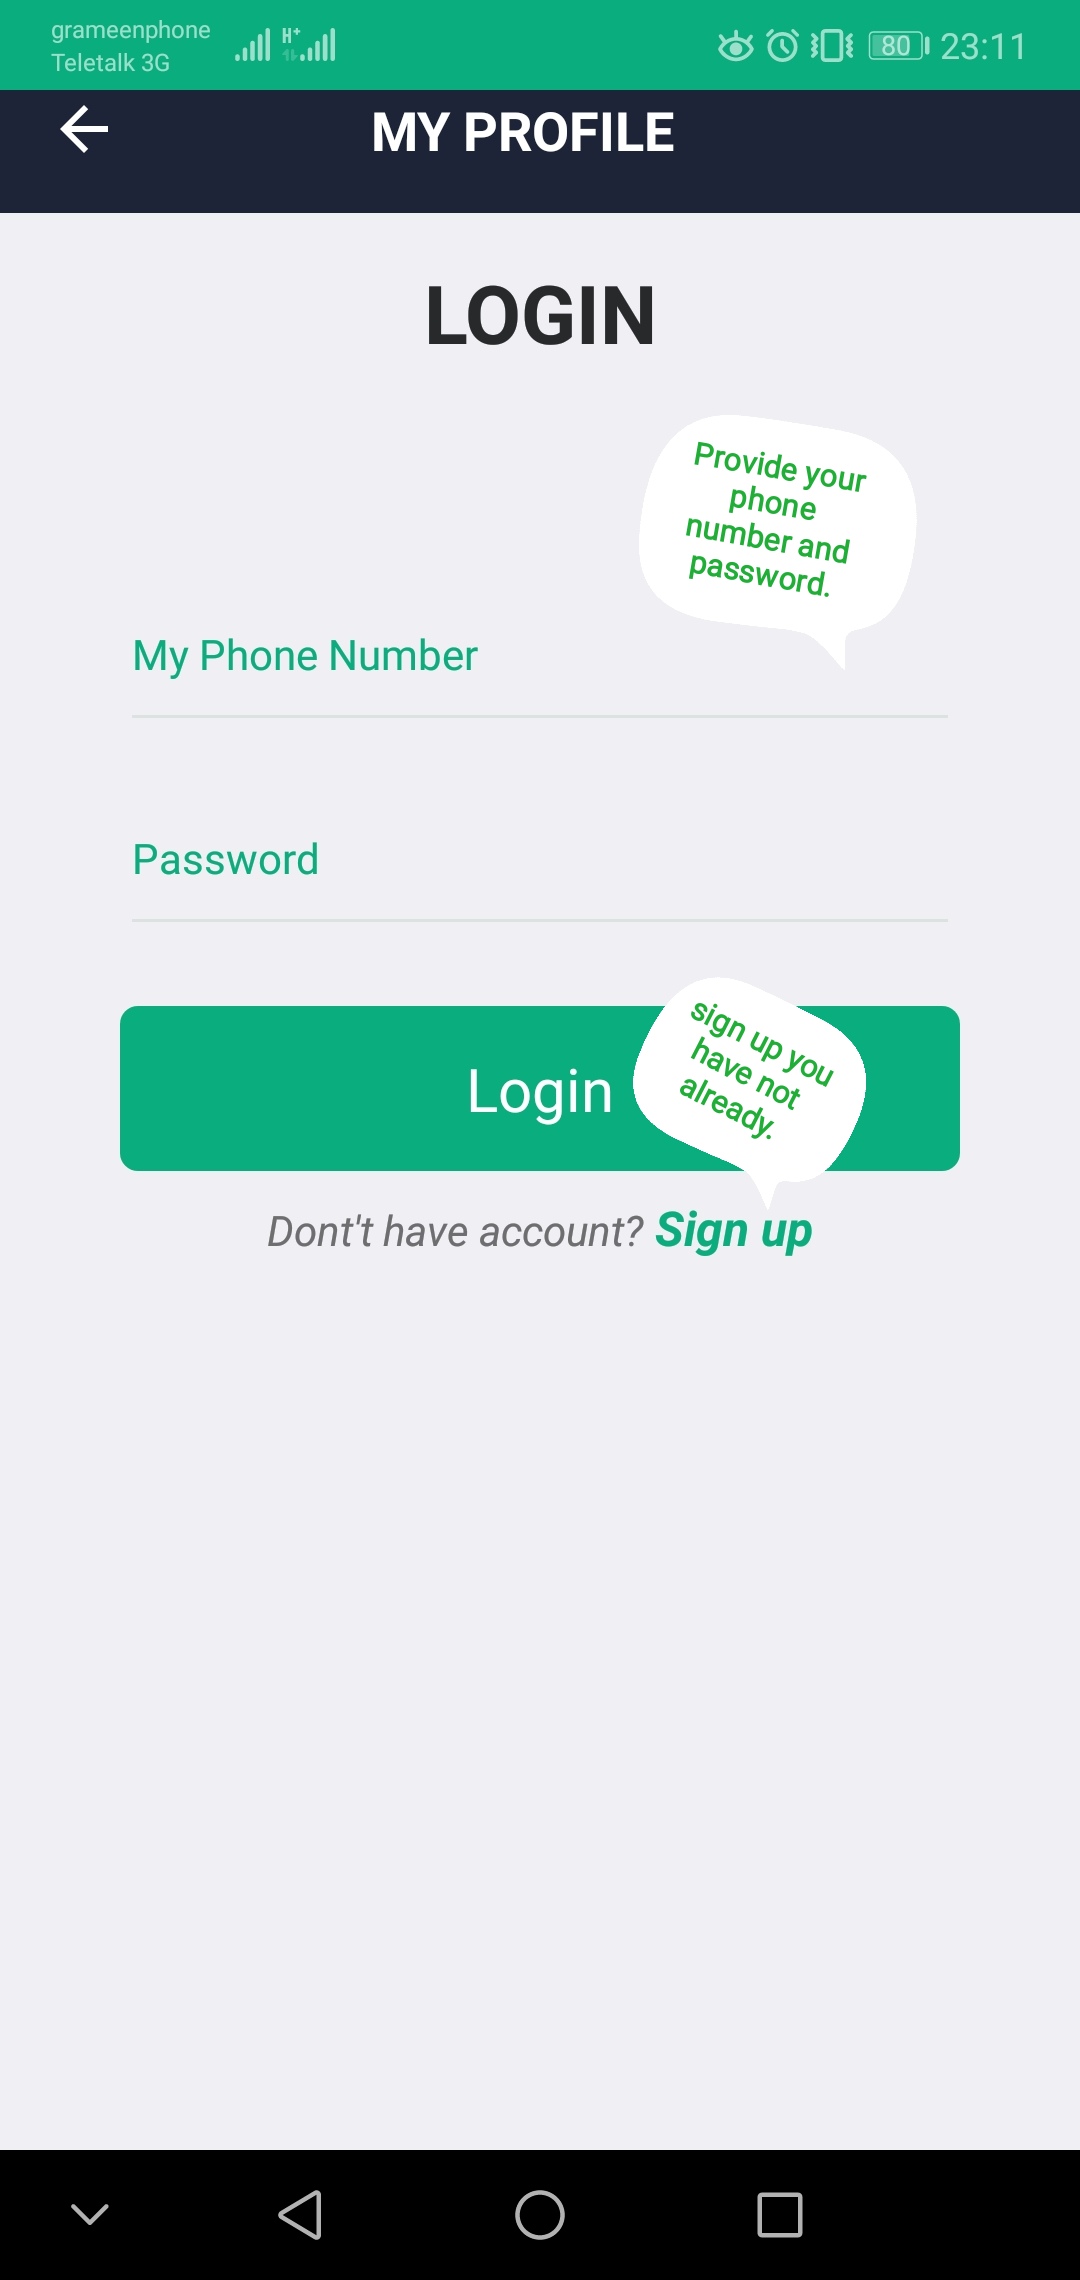 grameenphone
Teletalk 3G
H+
80
23:11
MY PROFILE
LOGIN
Provide your
phone
number and
password.
My Phone Number
Password
sign up you
have not
already.
Login
Dont't have account? Sign up